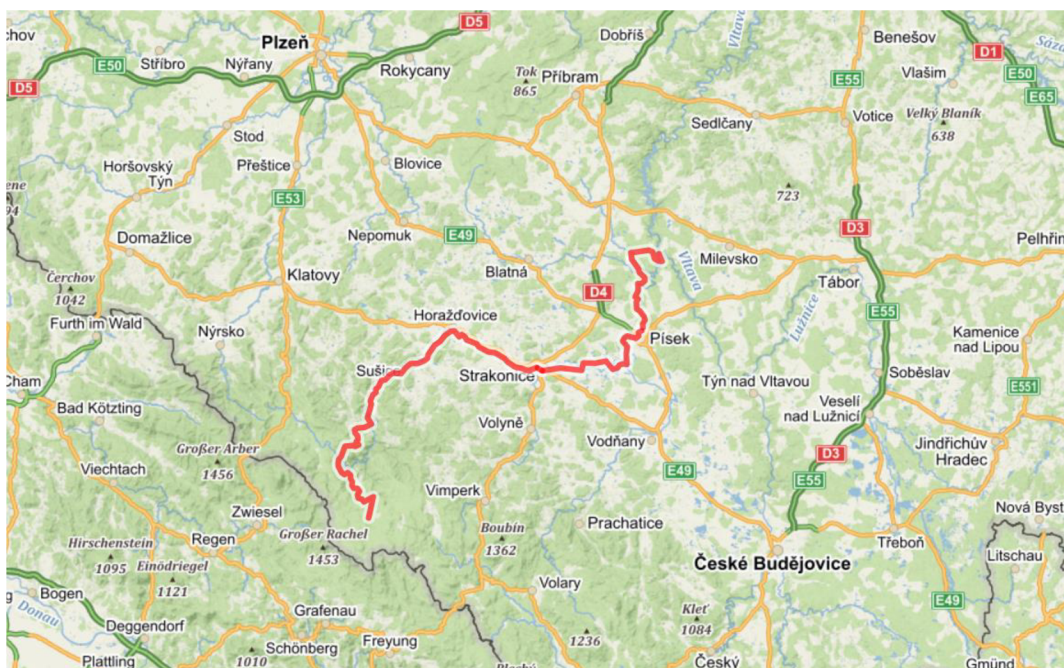 D5
Plzeň
E50
Stříbro
Nýřany
Rokycany
D5
Dobříš
Vltava
Benešov
D1
E50
E65
E55
Vlašim
Tok
865
Příbram
Sedlčany
Votice
Velký Blaník
638
Stod
Horšovský
Týn
Přeštice
Blovice
E53
723
Domažlice
Nepomuk
E49
Blatná
Milevsko
D3
Čerchov
1042
Klatovy
D4
Vltava
Tábor
Lužnice
Furth im Wald
Nýrsko
Horažďovice
Písek
E55
Kamenice
nad Lipou
Cham
Strakonice
Týn nad Vltavou
Soběslav
E551
Bad Kötzting
Volyně
Veselí
nad Lužnicí
Großer Arber
1456
Vodňany
D3
Jindřichův
Hradec
Viechtach
Vimperk
E49
E55
Zwiesel
Großer Rachel
1453
Boubín
1362
Prachatice
Nová Byst
Hirschenstein
1095
Regen
Einödriegel
1121
České Budějovice
Třeboň
Litschau
Bogen
Donau
Volary
Grafenau
Kleť
1084
E49
Deggendorf
Schönberg
Freyung
1236
Plattling
1010
Český
Gmünd